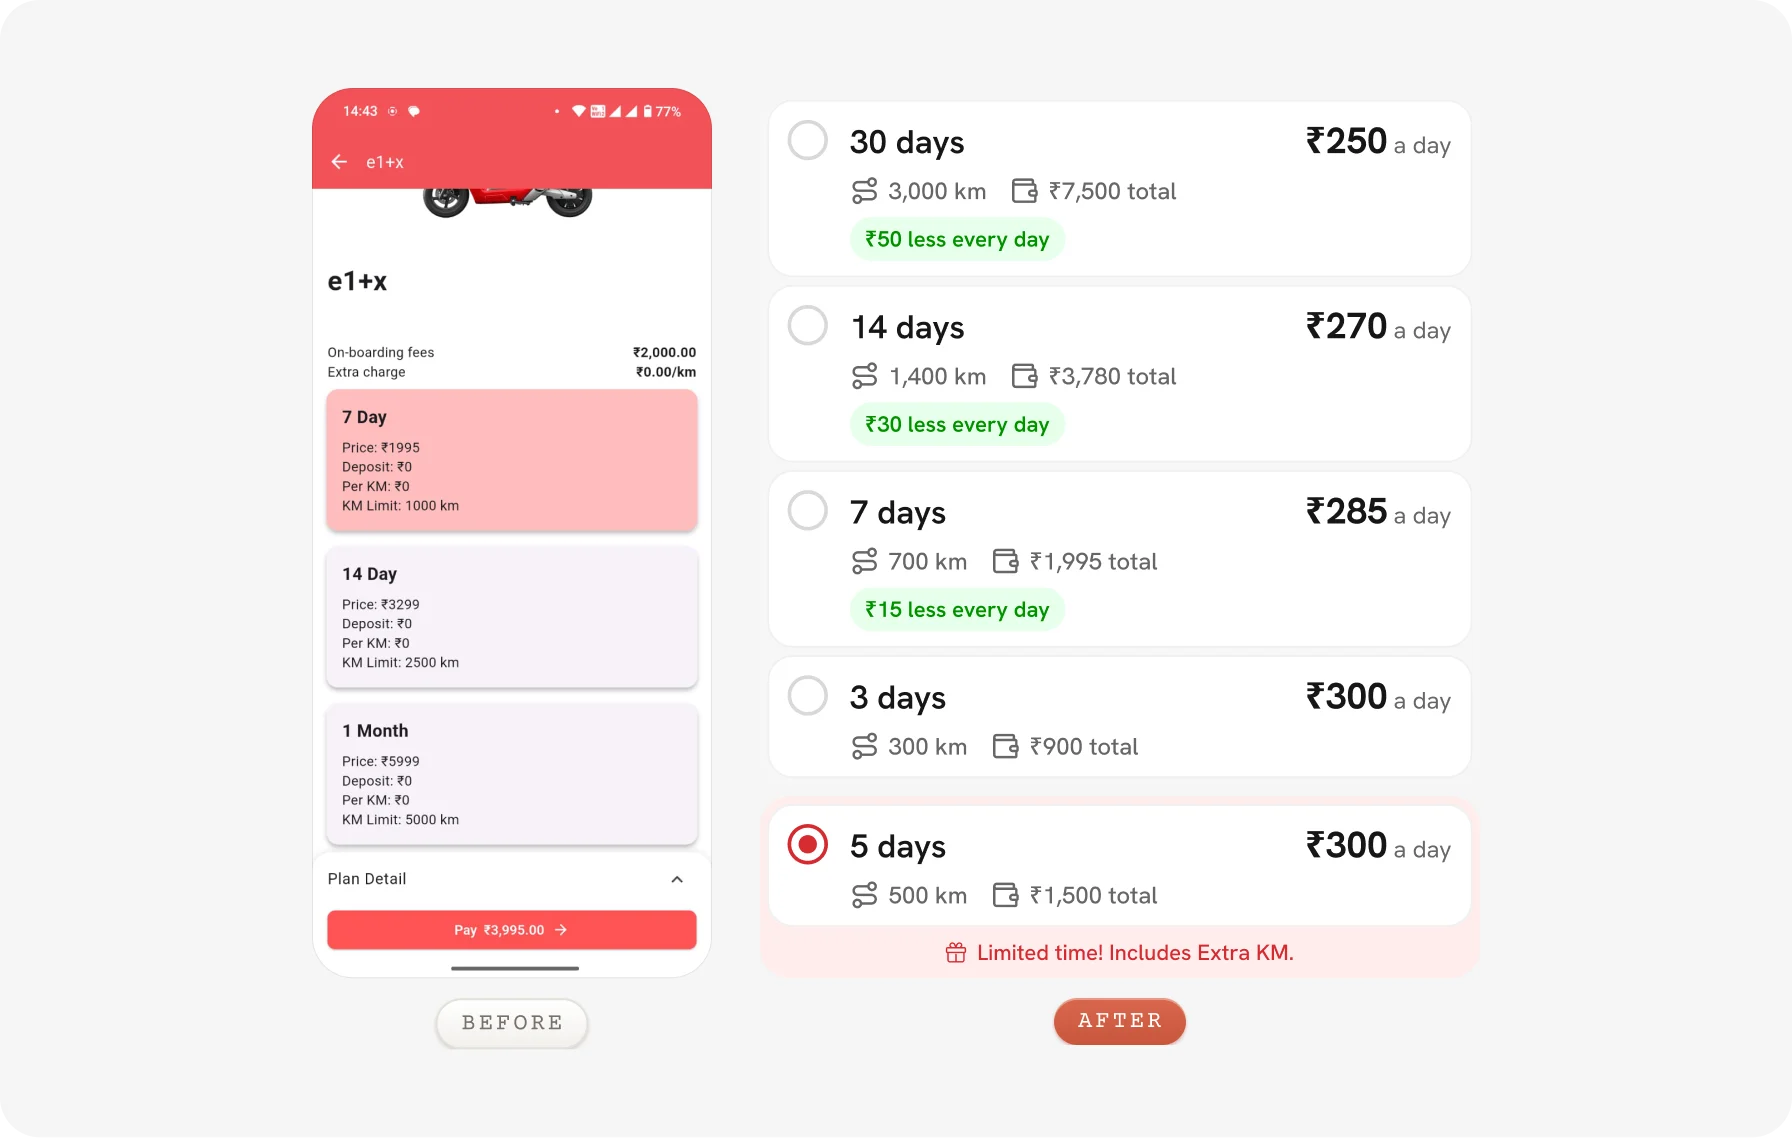 14:43
77%
e1+x
e1+x
On-boarding fees ₹2,000.00
Extra charge ₹0.00/km
7 Day
Price: ₹1995
Deposit: ₹0
Per KM: ₹0
KM Limit: 1000 km
14 Day
Price: ₹3299
Deposit: ₹0
Per KM: ₹0
KM Limit: 2500 km
1 Month
Price: ₹5999
Deposit: ₹0
Per KM: ₹0
KM Limit: 5000 km
Plan Detail
Pay ₹3,995.00
BEFORE
30 days ₹250 a day
3,000 km ₹7,500 total
₹50 less every day
14 days ₹270 a day
1,400 km ₹3,780 total
₹30 less every day
7 days ₹285 a day
700 km ₹1,995 total
₹15 less every day
3 days ₹300 a day
300 km ₹900 total
5 days ₹300 a day
500 km ₹1,500 total
Limited time! Includes Extra KM.
AFTER